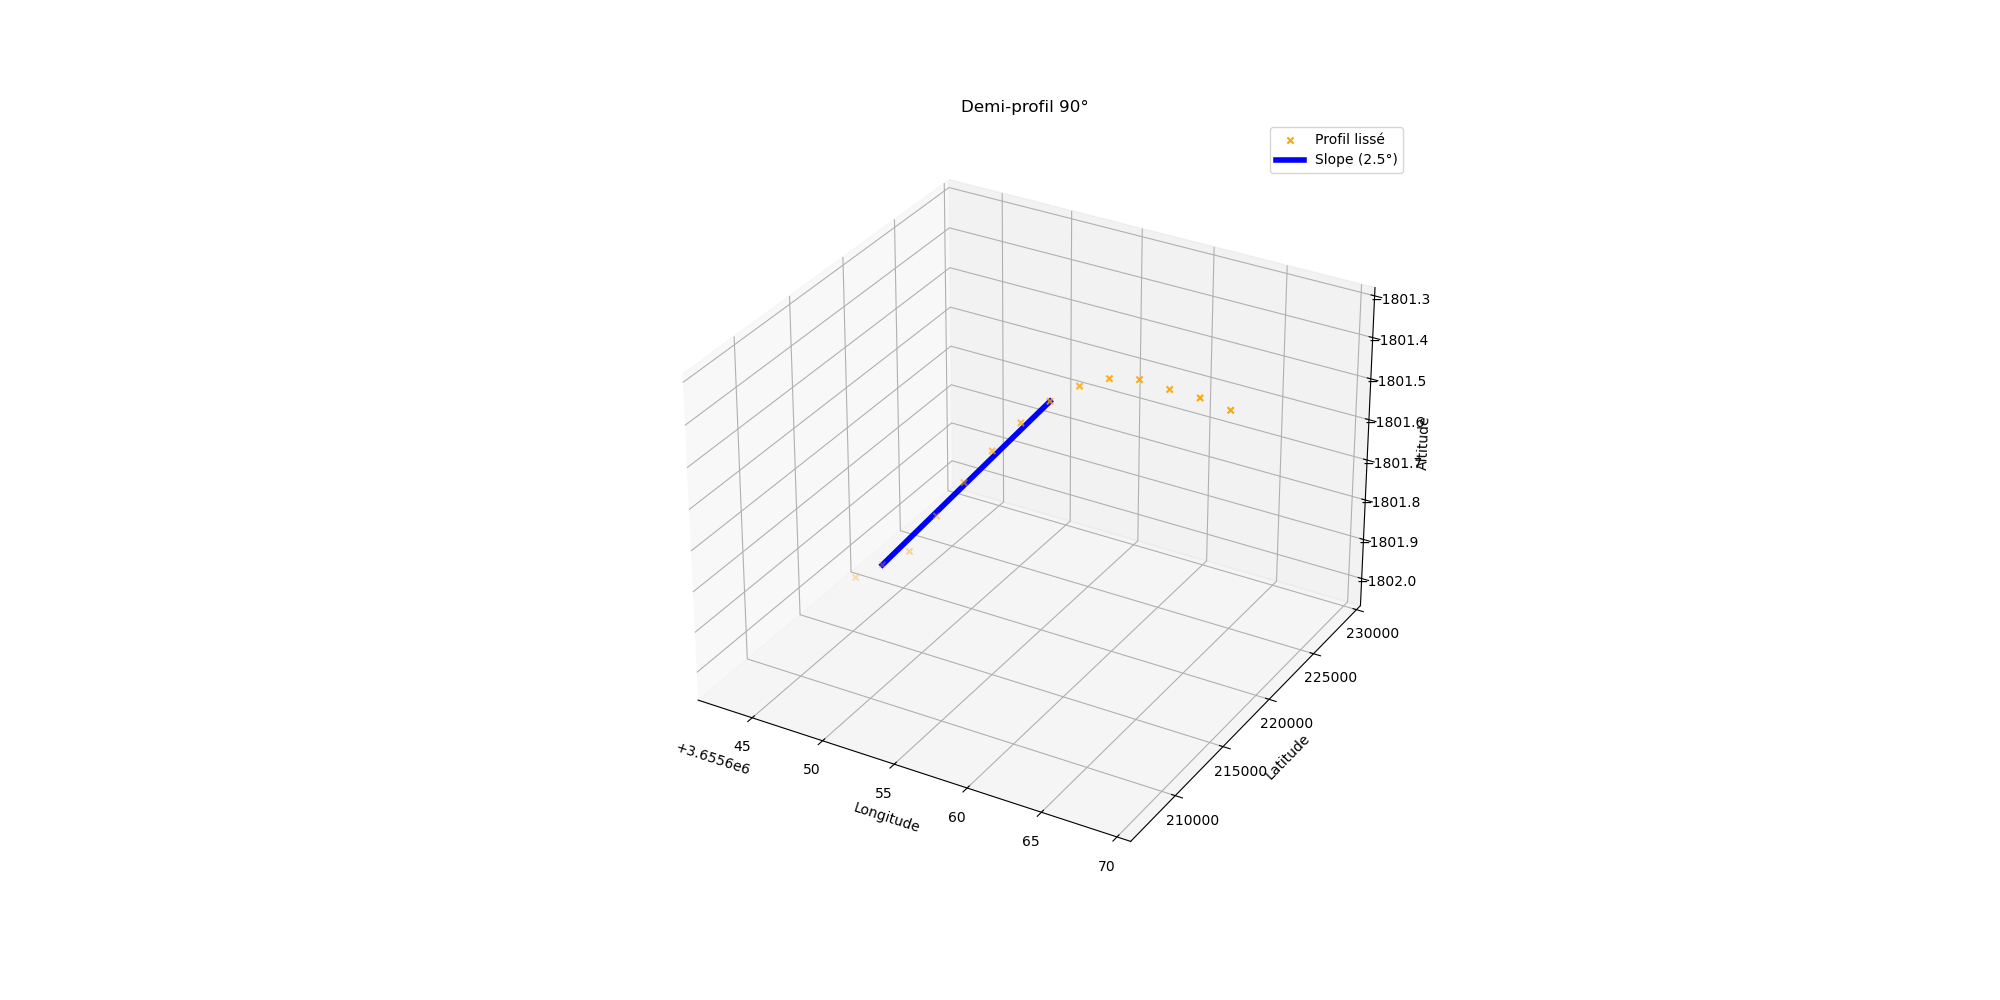 Demi-profil 90°
Profil lissé
Slope (2.5°)
−1801.3
−1801.4
−1801.5
−1801.6
−1801.7
−1801.8
−1801.9
−1802.0
Altitude
230000
225000
220000
215000
210000
Latitude
45
50
55
60
65
70
+3.6556e6
Longitude